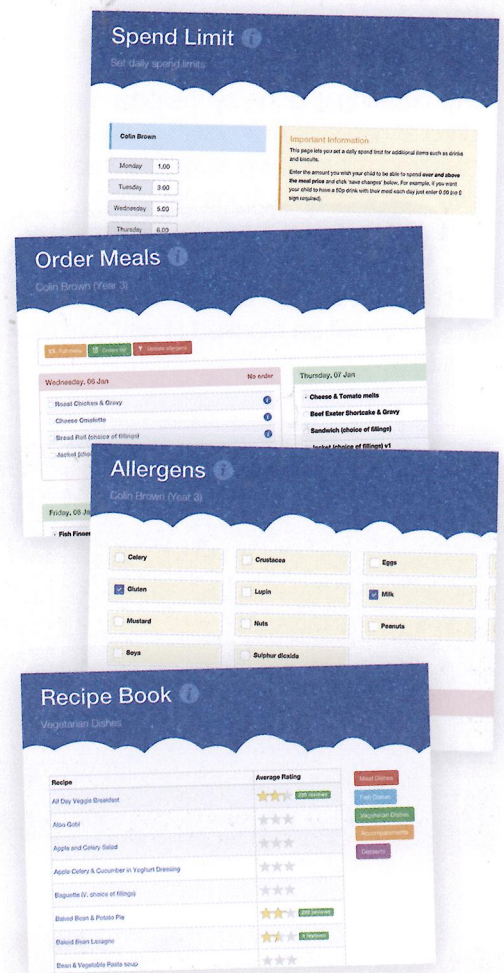 Spend Limit i
Set daily spend limits
Colin Brown
Monday 1.00
Tuesday 3.00
Wednesday 5.00
Thursday 6.00
Important Information
This page lets you set a daily spend limit for additional items such as drinks
and biscuits.
Enter the amount you wish your child to be able to spend over and above
the meal price and click 'save changes' below. For example, if you want
your child to have a 50p drink with their meal each day just enter 0.50 (no £
sign required).
Order Meals i
Colin Brown (Year 3)
Full menu
Update allergens
Wednesday, 06 Jan No order
Roast Chicken & Gravy i
Cheese Omelette i
Bread Roll (choice of fillings) i
Thursday, 07 Jan
Cheese & Tomato melts
Beef Exeter Shortcake & Gravy
Sandwich (choice of fillings)
Jacket (choice of fillings) v1
Friday, 08 Ja
Fish Finger
Allergens i
Colin Brown (Year 3)
Celery Crustacea Eggs
Gluten Lupin Milk
Mustard Nuts Peanuts
Soya Sulphur dioxide
Recipe Book i
Vegetarian Dishes
Recipe Average Rating
All Day Veggie Breakfast
Aloo Gobi
Apple and Celery Salad
Apple Celery & Cucumber in Yoghurt Dressing
Baguette (V. choice of fillings)
Baked Bean & Potato Pie
Baked Bean Lasagne
Bean & Vegetable Pasta soup
Meat Dishes
Fish Dishes
Vegetarian Dishes
Accompaniments
Desserts